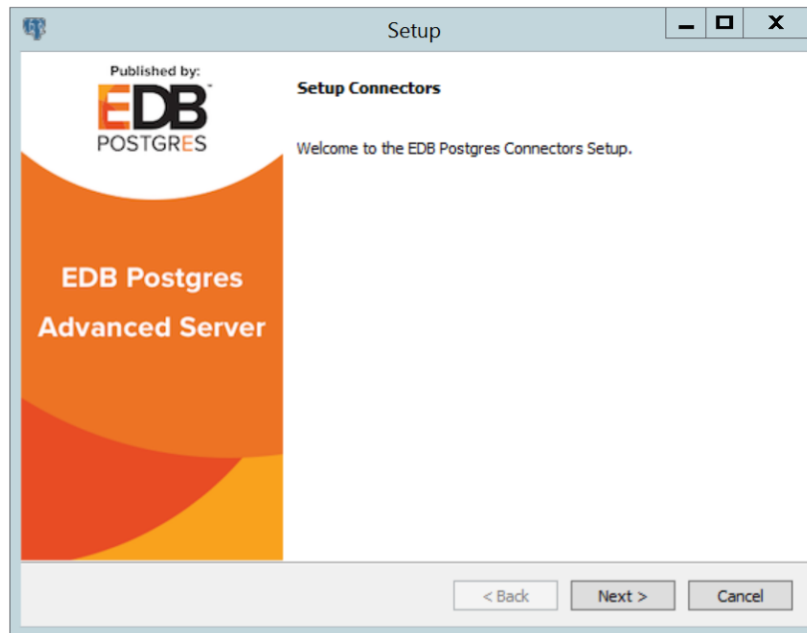 Setup
Published by:
EDB
POSTGRES
EDB Postgres
Advanced Server
Setup Connectors
Welcome to the EDB Postgres Connectors Setup.
< Back
Next >
Cancel